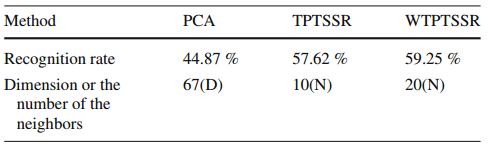 Method PCA TPTSSR WTPTSSR
Recognition rate 44.87 % 57.62 % 59.25 %
Dimension or the 67(D) 10(N) 20(N)
number of the
neighbors